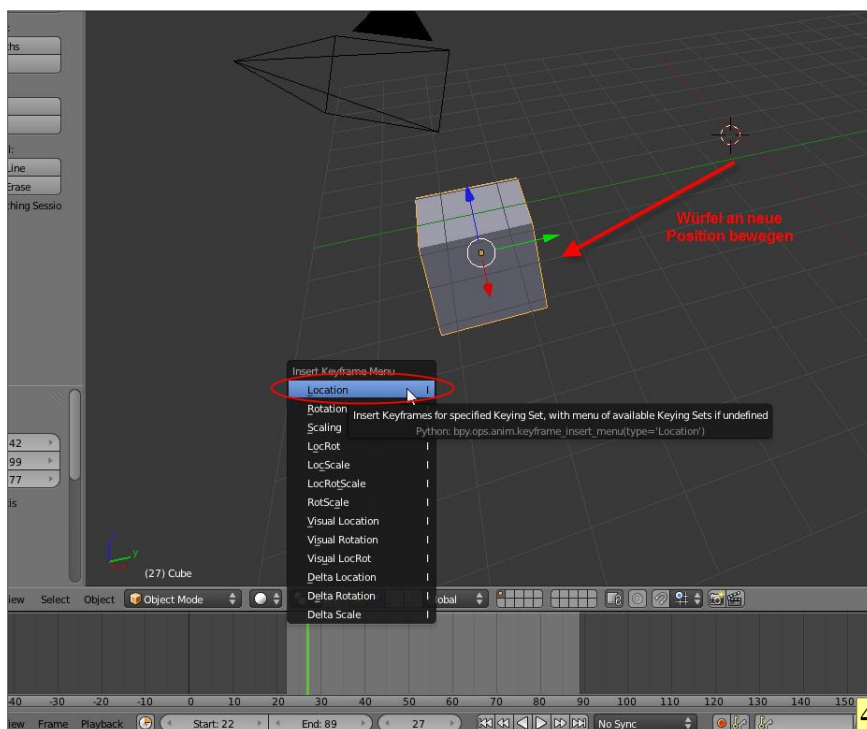 ths
l:
Line
Erase
thing Sessio
Würfel an neue
Position bewegen
Insert Keyframe Menu
Location I
Rotation
Scaling
LocRot I
LocScale I
LocRotScale I
RotScale I
Visual Location I
Visual Rotation I
Visual LocRot I
Delta Location I
Delta Rotation I
Delta Scale I
Insert Keyframes for specified Keying Set, with menu of available Keying Sets if undefined
Python: bpy.ops.anim.keyframe_insert_menu(type='Location')
42
99
77
is
y
(27) Cube
iew Select Object Object Mode obal
-40 -30 -20 -10 0 10 20 30 40 50 60 70 80 90 100 110 120 130 140 150
iew Frame Playback Start: 22 End: 89 27 No Sync
4